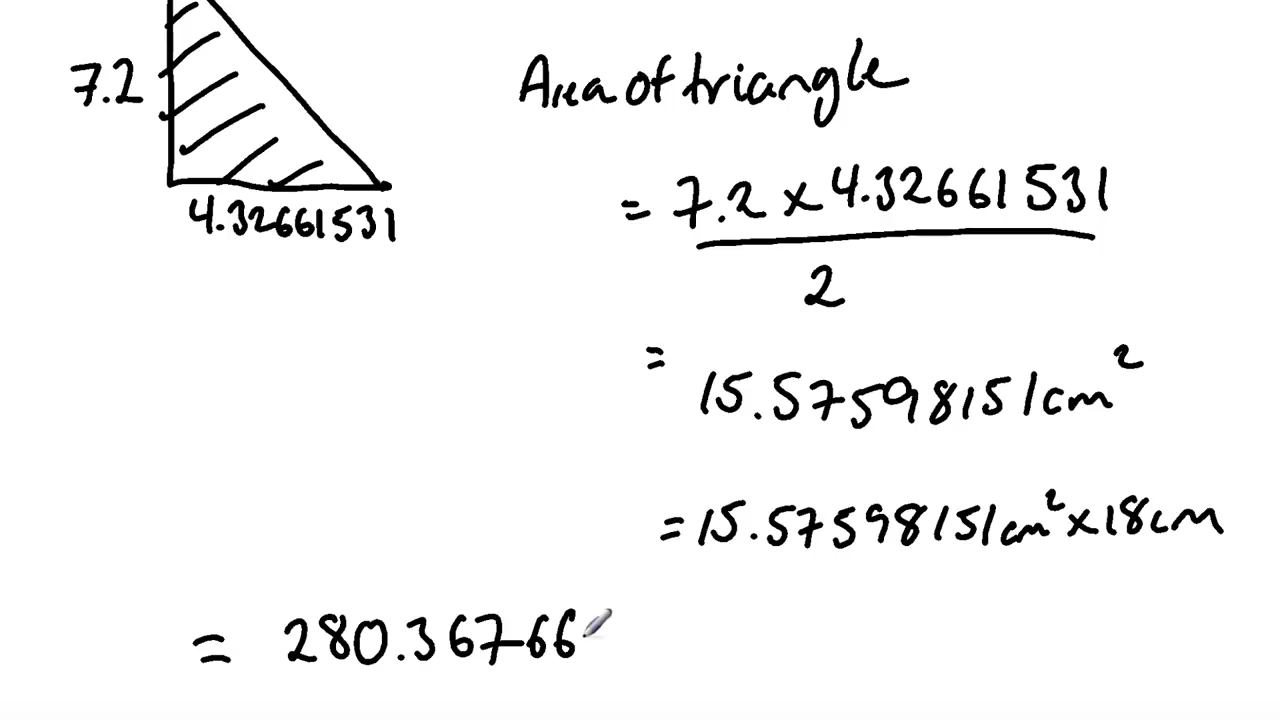 7.2
4.32661531
Area of triangle
= 7.2 × 4.32661531
2
= 15.57598151cm²
= 15.57598151cm² × 18cm
= 280.36766